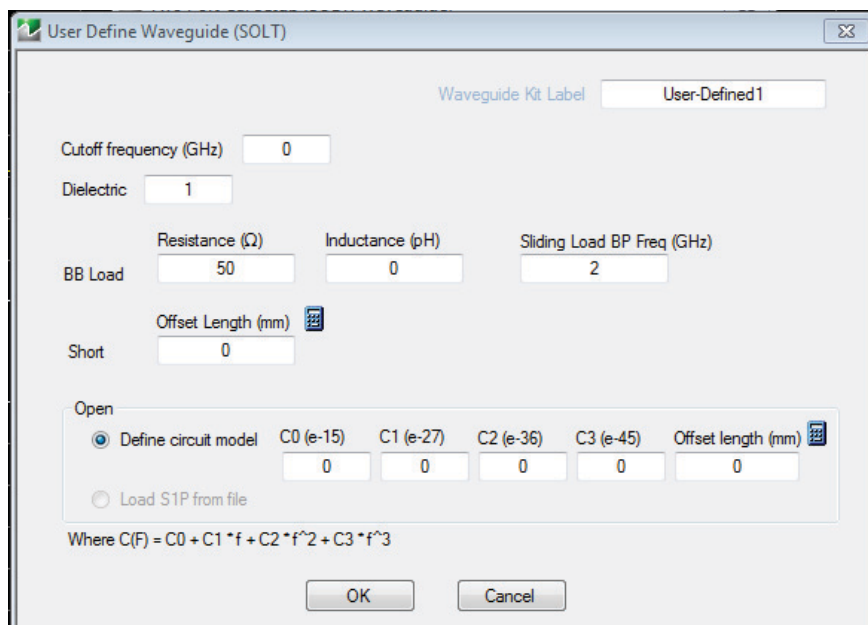 User Define Waveguide (SOLT)
Waveguide Kit Label User-Defined1
Cutoff frequency (GHz) 0
Dielectric 1
Resistance (Ω) Inductance (pH) Sliding Load BP Freq (GHz)
BB Load 50 0 2
Offset Length (mm)
Short 0
Open
Define circuit model C0 (e-15) C1 (e-27) C2 (e-36) C3 (e-45) Offset length (mm)
0 0 0 0 0
Load S1P from file
Where C(F) = C0 + C1 * f + C2 * f^2 + C3 * f^3
OK Cancel